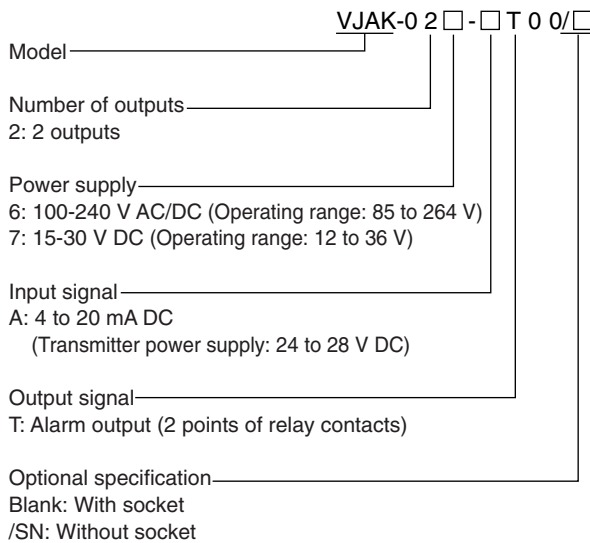 VJAK-0 2 □ - □ T 0 0/□
Model
Number of outputs
2: 2 outputs
Power supply
6: 100-240 V AC/DC (Operating range: 85 to 264 V)
7: 15-30 V DC (Operating range: 12 to 36 V)
Input signal
A: 4 to 20 mA DC
(Transmitter power supply: 24 to 28 V DC)
Output signal
T: Alarm output (2 points of relay contacts)
Optional specification
Blank: With socket
/SN: Without socket